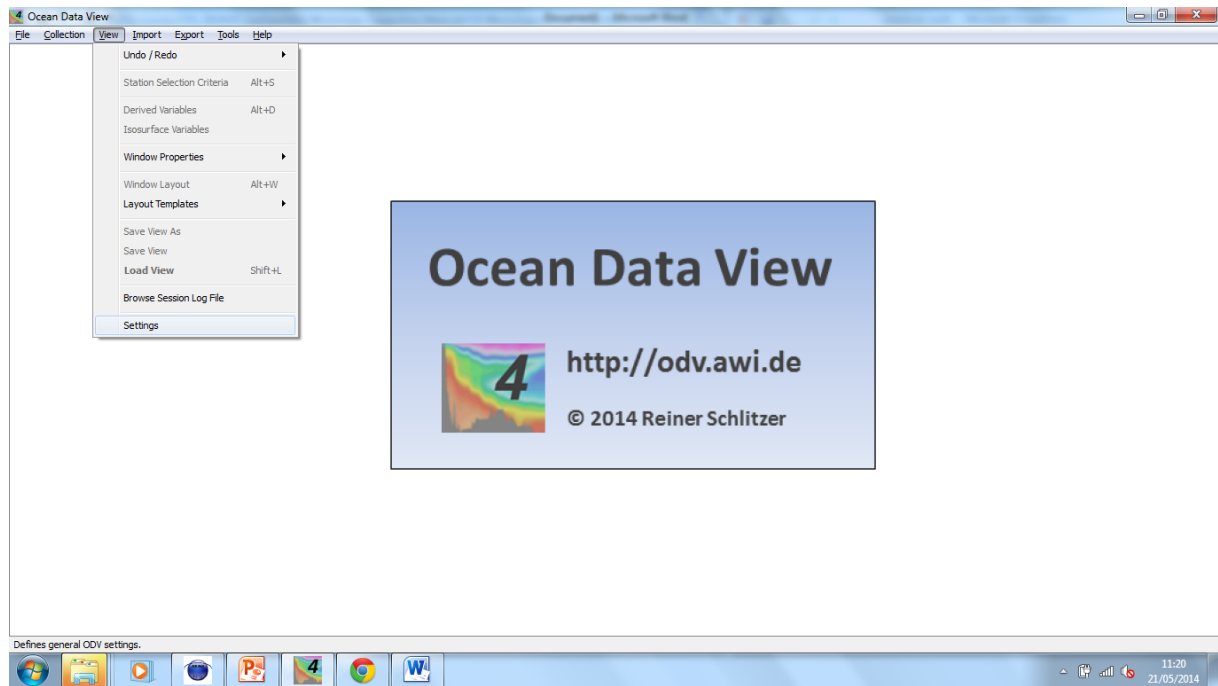 4 Ocean Data View
File Collection View Import Export Tools Help
Undo / Redo
Station Selection Criteria Alt+S
Derived Variables Alt+D
Isosurface Variables
Window Properties
Window Layout Alt+W
Layout Templates
Save View As
Save View
Load View Shift+L
Browse Session Log File
Settings
Ocean Data View
4
http://odv.awi.de
© 2014 Reiner Schlitzer
Defines general ODV settings.
4
11:20
21/05/2014